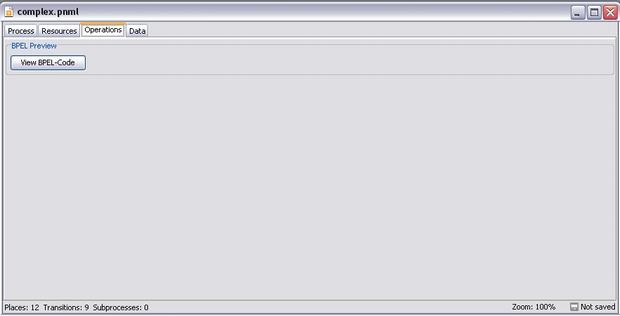 complex.pnml
Process Resources Operations Data
BPEL Preview
View BPEL-Code
Places: 12 Transitions: 9 Subprocesses: 0 Zoom: 100% Not saved